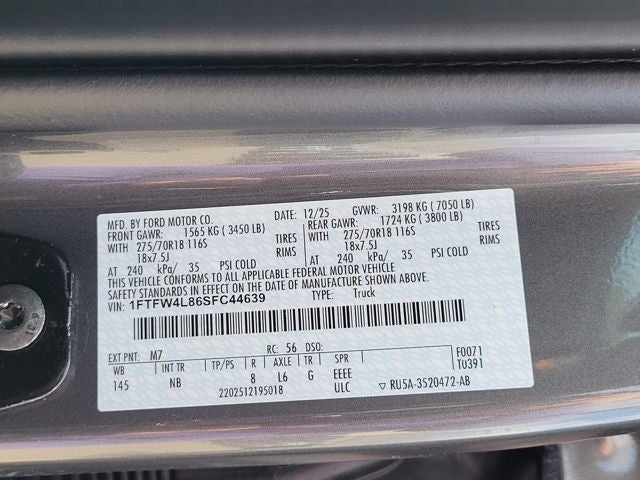 MFD. BY FORD MOTOR CO. DATE: 12/25 GVWR: 3198 KG ( 7050 LB)
FRONT GAWR: 1565 KG ( 3450 LB) REAR GAWR: 1724 KG ( 3800 LB)
WITH 275/70R18 116S TIRES 275/70R18 116S TIRES
18x7.5J RIMS 18x7.5J RIMS
AT 240 kPa/ 35 PSI COLD AT 240 kPa/ 35 PSI COLD
THIS VEHICLE CONFORMS TO ALL APPLICABLE FEDERAL MOTOR VEHICLE
SAFETY STANDARDS IN EFFECT ON THE DATE OF MANUFACTURE SHOWN ABOVE.
VIN: 1FTFW4L86SFC44639 TYPE: Truck
EXT PNT: M7 RC: 56 DSO: F0071
WB INT TR TP/PS R AXLE TR SPR TU391
145 NB 8 L6 G EEEE
2202512195018 ULC ▽ RU5A-3520472-AB